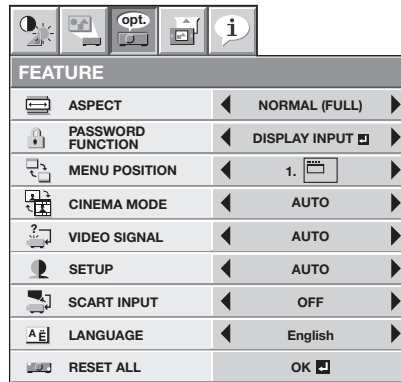 opt.
i
FEATURE
ASPECT NORMAL (FULL)
PASSWORD
FUNCTION DISPLAY INPUT
MENU POSITION 1.
CINEMA MODE AUTO
VIDEO SIGNAL AUTO
SETUP AUTO
SCART INPUT OFF
LANGUAGE English
RESET ALL OK